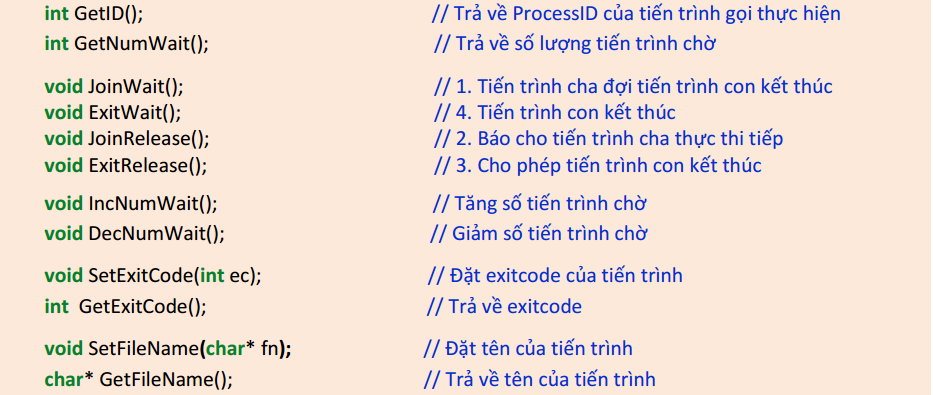 int GetID(); // Trả về ProcessID của tiến trình gọi thực hiện
int GetNumWait(); // Trả về số lượng tiến trình chờ
void JoinWait(); // 1. Tiến trình cha đợi tiến trình con kết thúc
void ExitWait(); // 4. Tiến trình con kết thúc
void JoinRelease(); // 2. Báo cho tiến trình cha thực thi tiếp
void ExitRelease(); // 3. Cho phép tiến trình con kết thúc
void IncNumWait(); // Tăng số tiến trình chờ
void DecNumWait(); // Giảm số tiến trình chờ
void SetExitCode(int ec); // Đặt exitcode của tiến trình
int GetExitCode(); // Trả về exitcode
void SetFileName(char* fn); // Đặt tên của tiến trình
char* GetFileName(); // Trả về tên của tiến trình